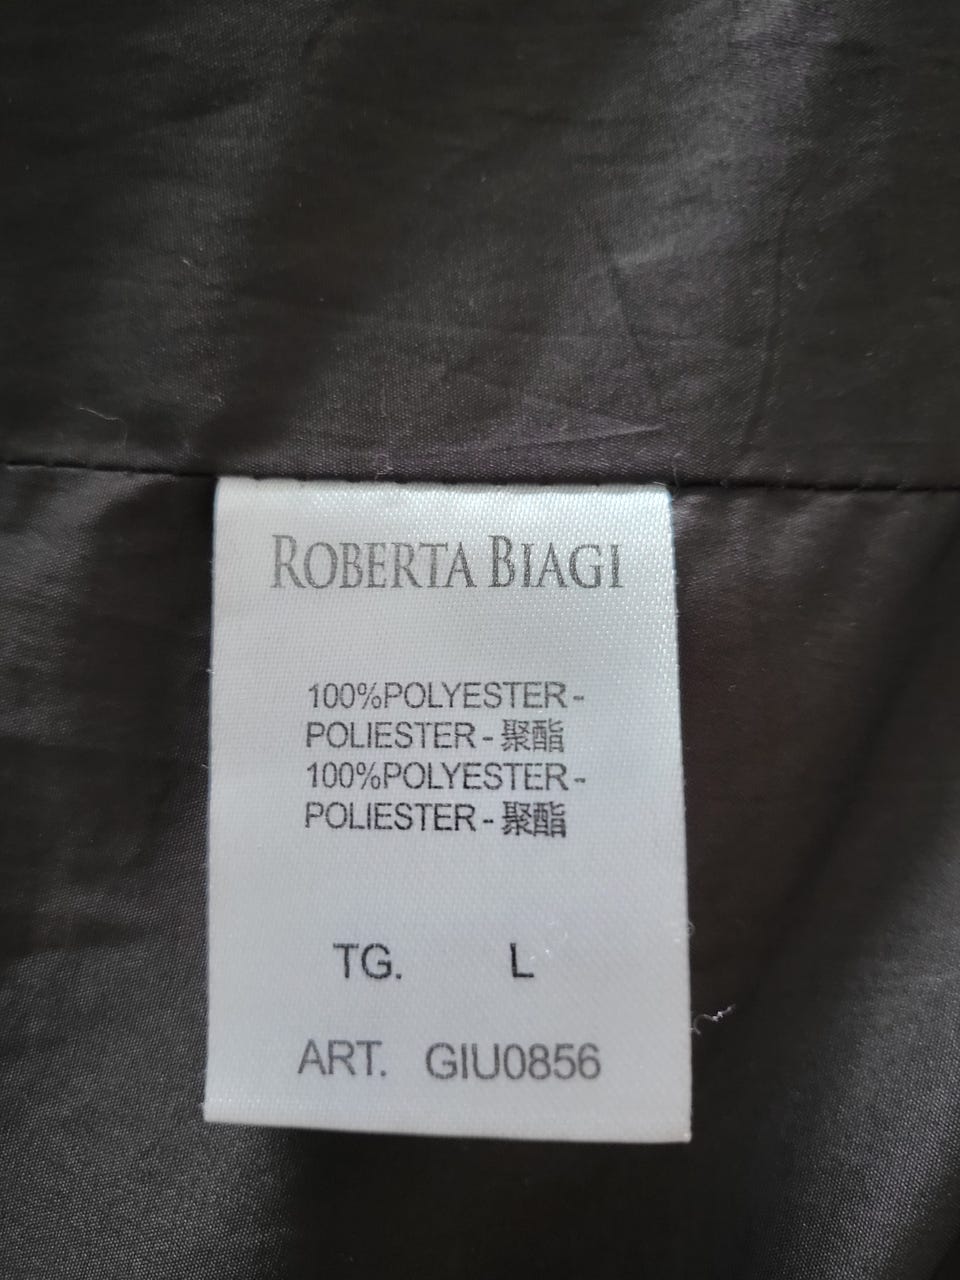 ROBERTA BIAGI
100%POLYESTER-
POLIESTER-聚酯
100%POLYESTER-
POLIESTER-聚酯
TG. L
ART. GIU0856